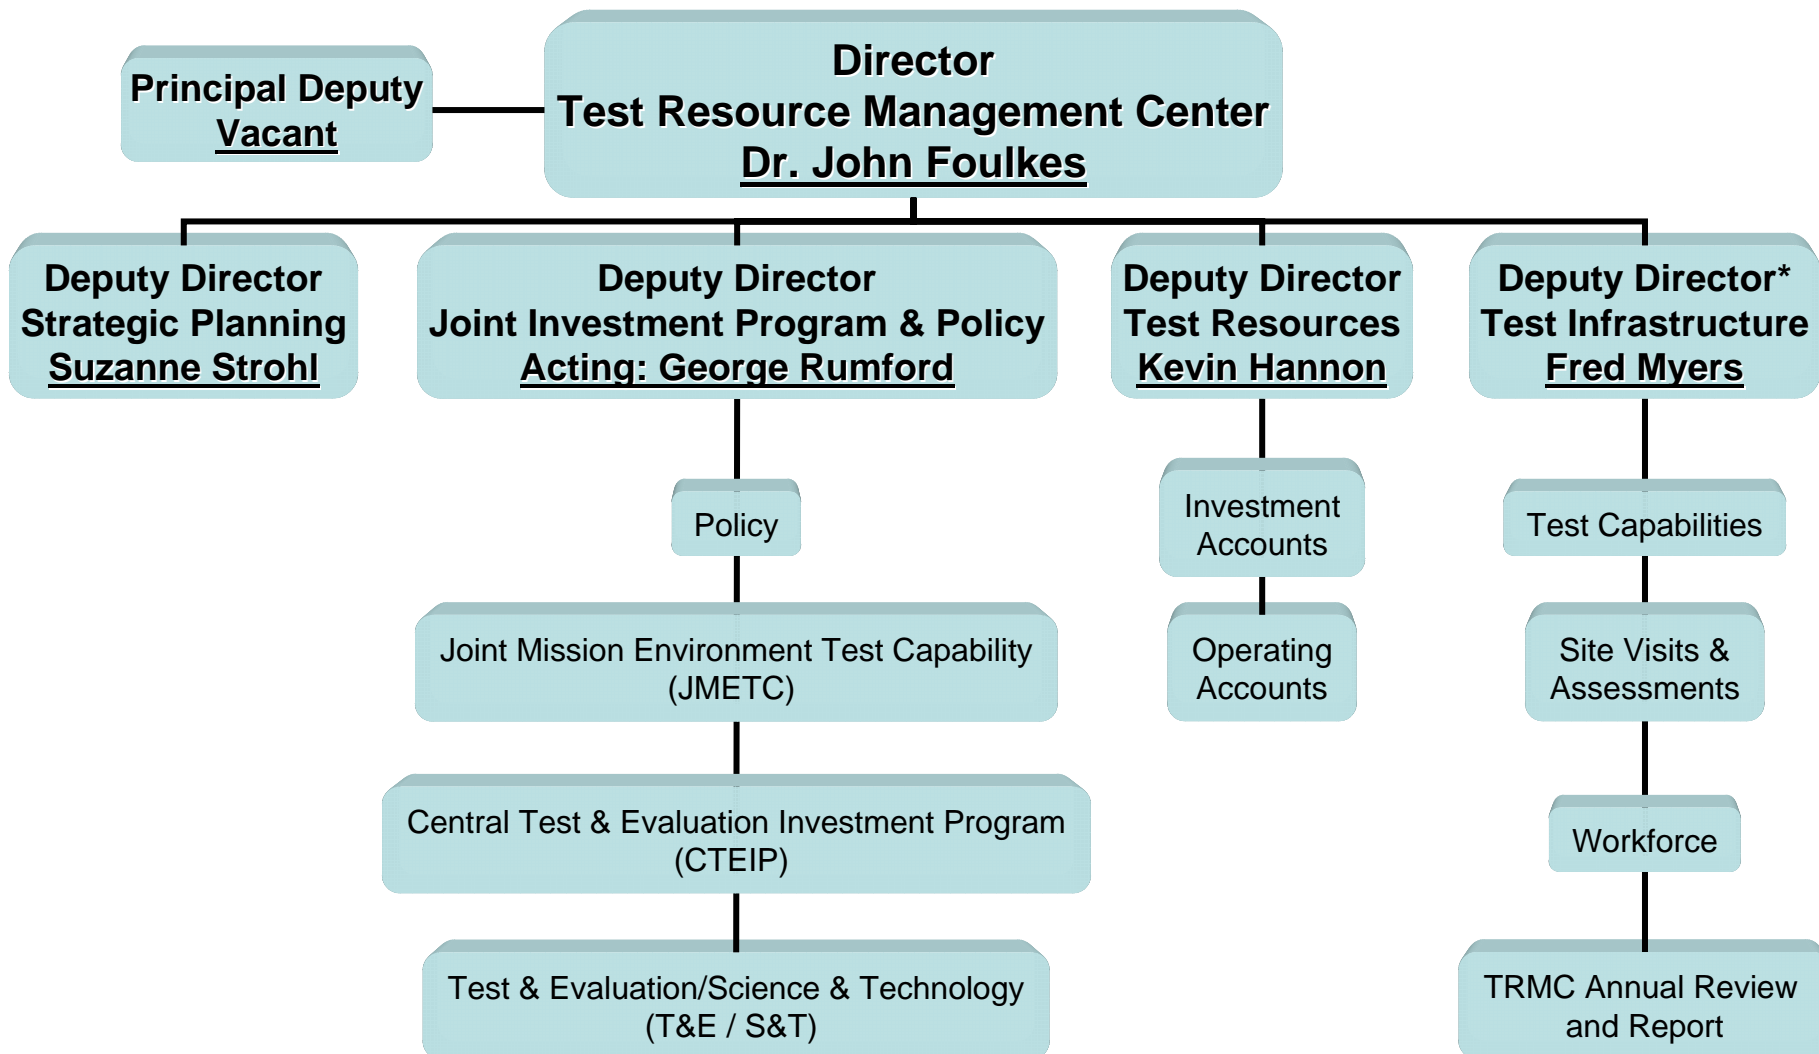 Director
Test Resource Management Center
Dr. John Foulkes
Principal Deputy
Vacant
Deputy Director
Strategic Planning
Suzanne Strohl
Deputy Director
Joint Investment Program & Policy
Acting: George Rumford
Deputy Director
Test Resources
Kevin Hannon
Deputy Director*
Test Infrastructure
Fred Myers
Policy
Joint Mission Environment Test Capability
(JMETC)
Central Test & Evaluation Investment Program
(CTEIP)
Test & Evaluation/Science & Technology
(T&E / S&T)
Investment
Accounts
Operating
Accounts
Test Capabilities
Site Visits &
Assessments
Workforce
TRMC Annual Review
and Report